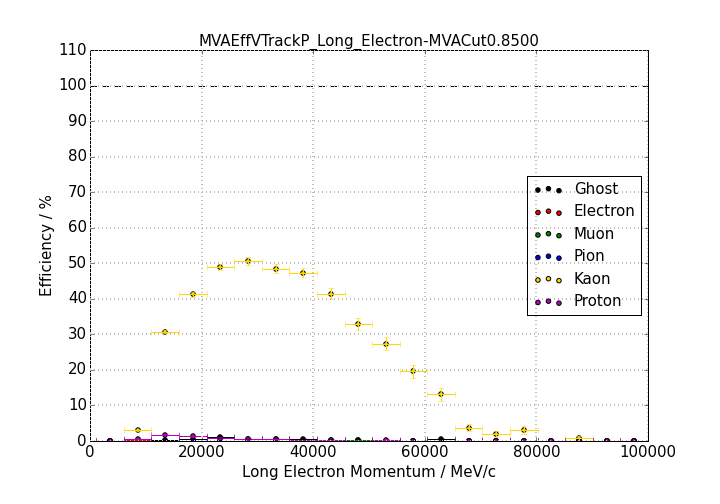 MVAEffVTrackP_Long_Electron-MVACut0.8500
110
100
90
80
70
60
50
40
30
20
10
0
Efficiency / %
Ghost
Electron
Muon
Pion
Kaon
Proton
0 20000 40000 60000 80000 100000
Long Electron Momentum / MeV/c